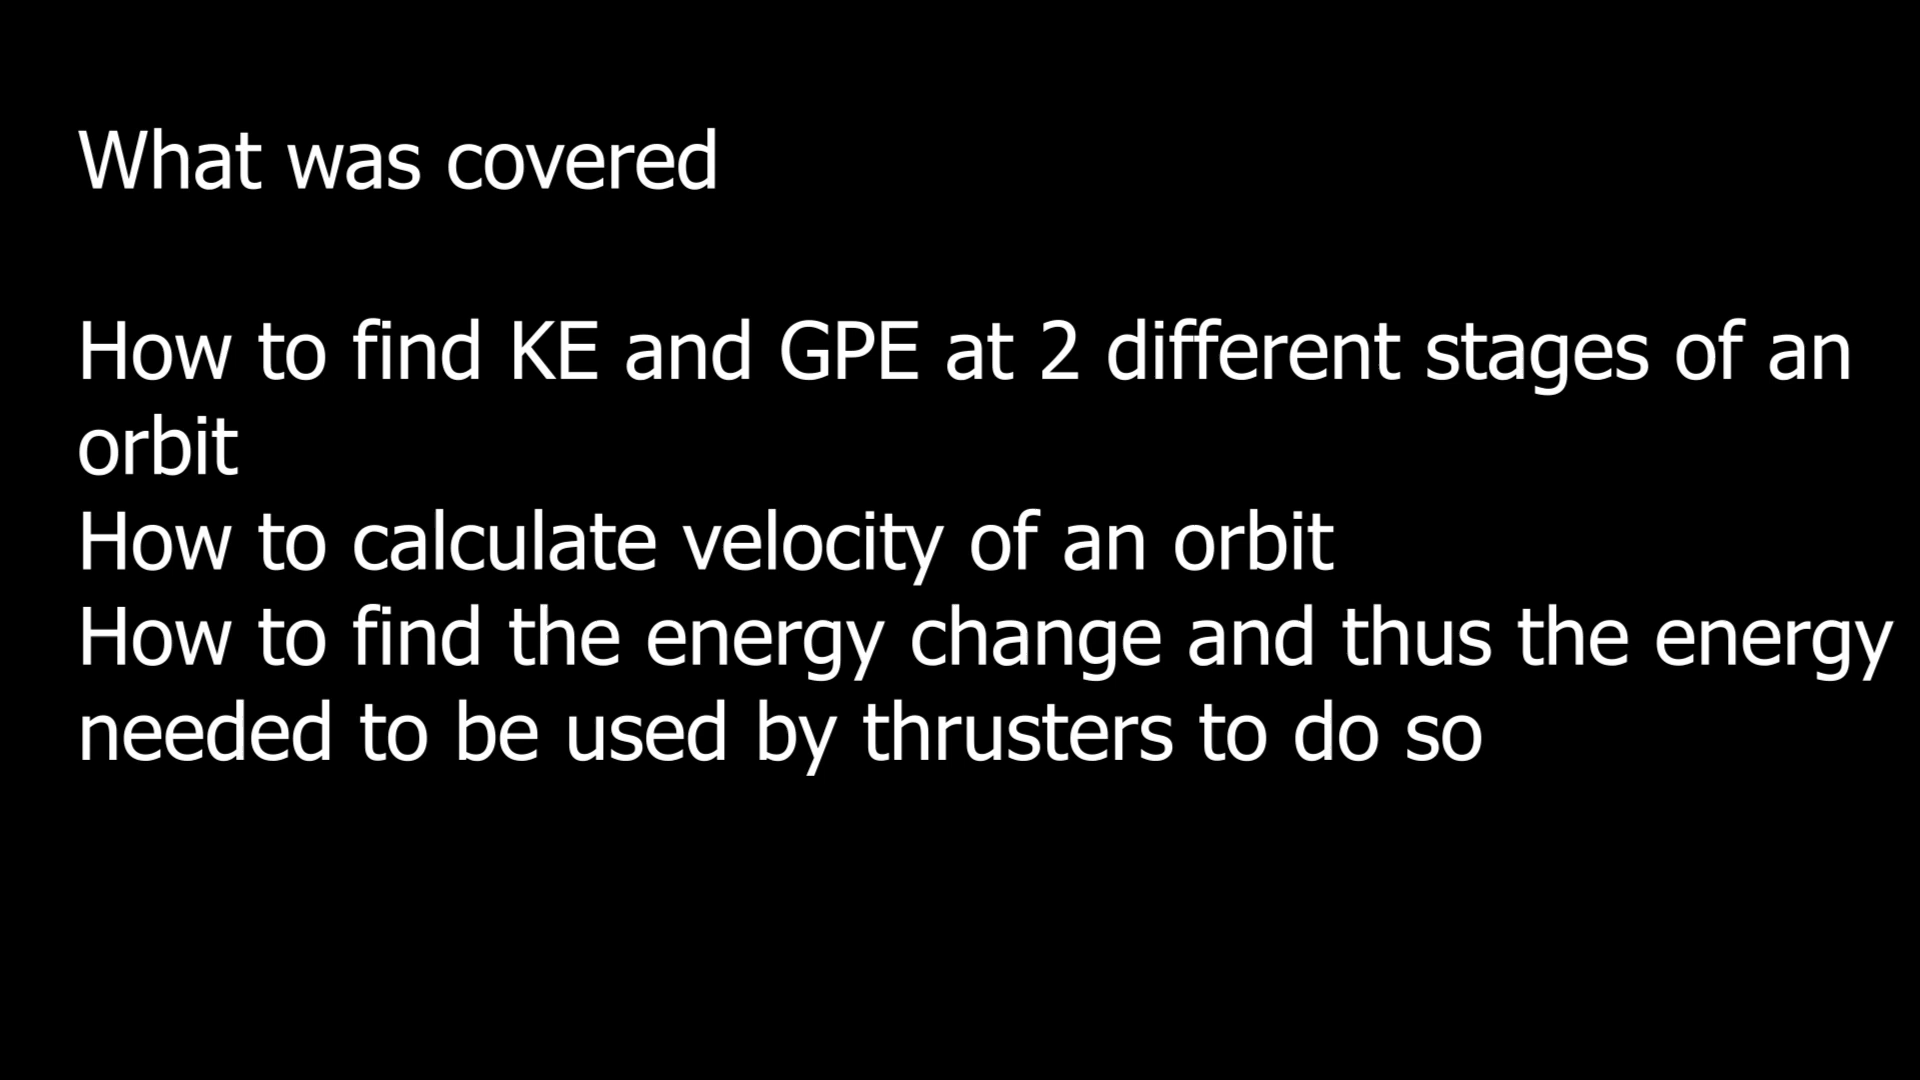 What was covered
How to find KE and GPE at 2 different stages of an
orbit
How to calculate velocity of an orbit
How to find the energy change and thus the energy
needed to be used by thrusters to do so